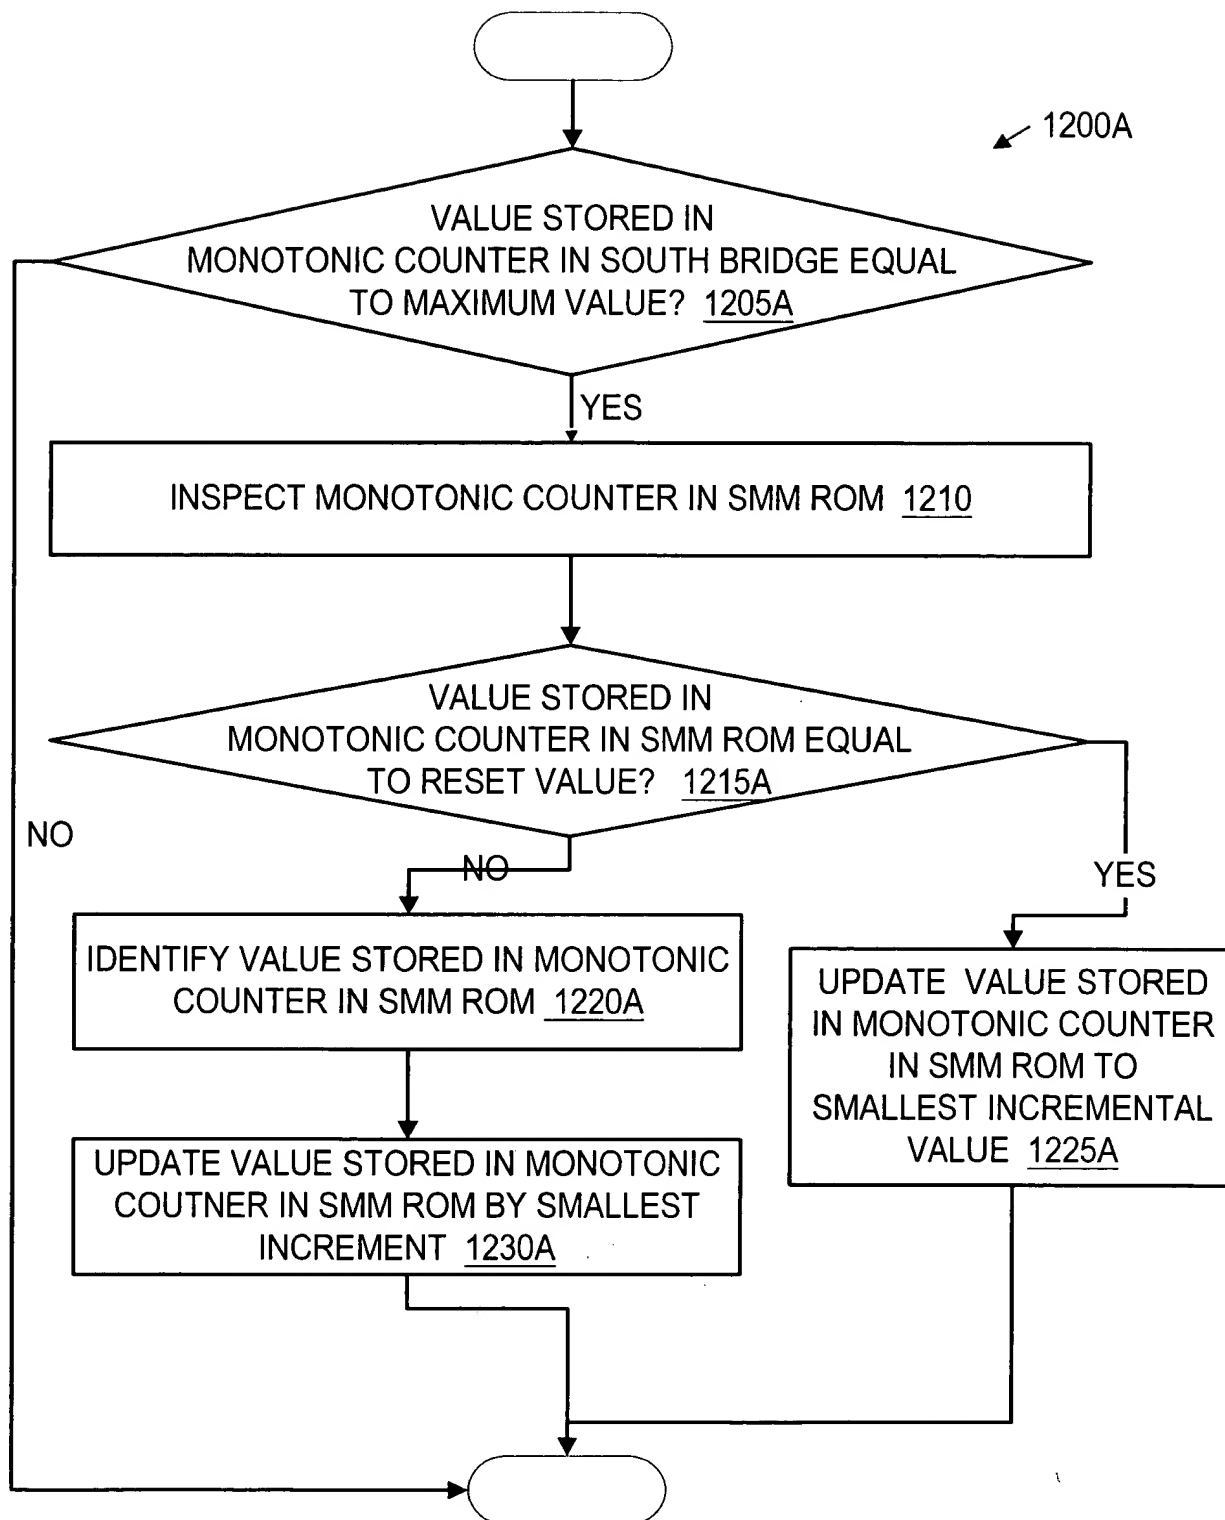 1200A
VALUE STORED IN
MONOTONIC COUNTER IN SOUTH BRIDGE EQUAL
TO MAXIMUM VALUE? 1205A
YES
INSPECT MONOTONIC COUNTER IN SMM ROM 1210
VALUE STORED IN
MONOTONIC COUNTER IN SMM ROM EQUAL
TO RESET VALUE? 1215A
NO
NO
YES
IDENTIFY VALUE STORED IN MONOTONIC
COUNTER IN SMM ROM 1220A
UPDATE VALUE STORED
IN MONOTONIC COUNTER
IN SMM ROM TO
SMALLEST INCREMENTAL
VALUE 1225A
UPDATE VALUE STORED IN MONOTONIC
COUTNER IN SMM ROM BY SMALLEST
INCREMENT 1230A